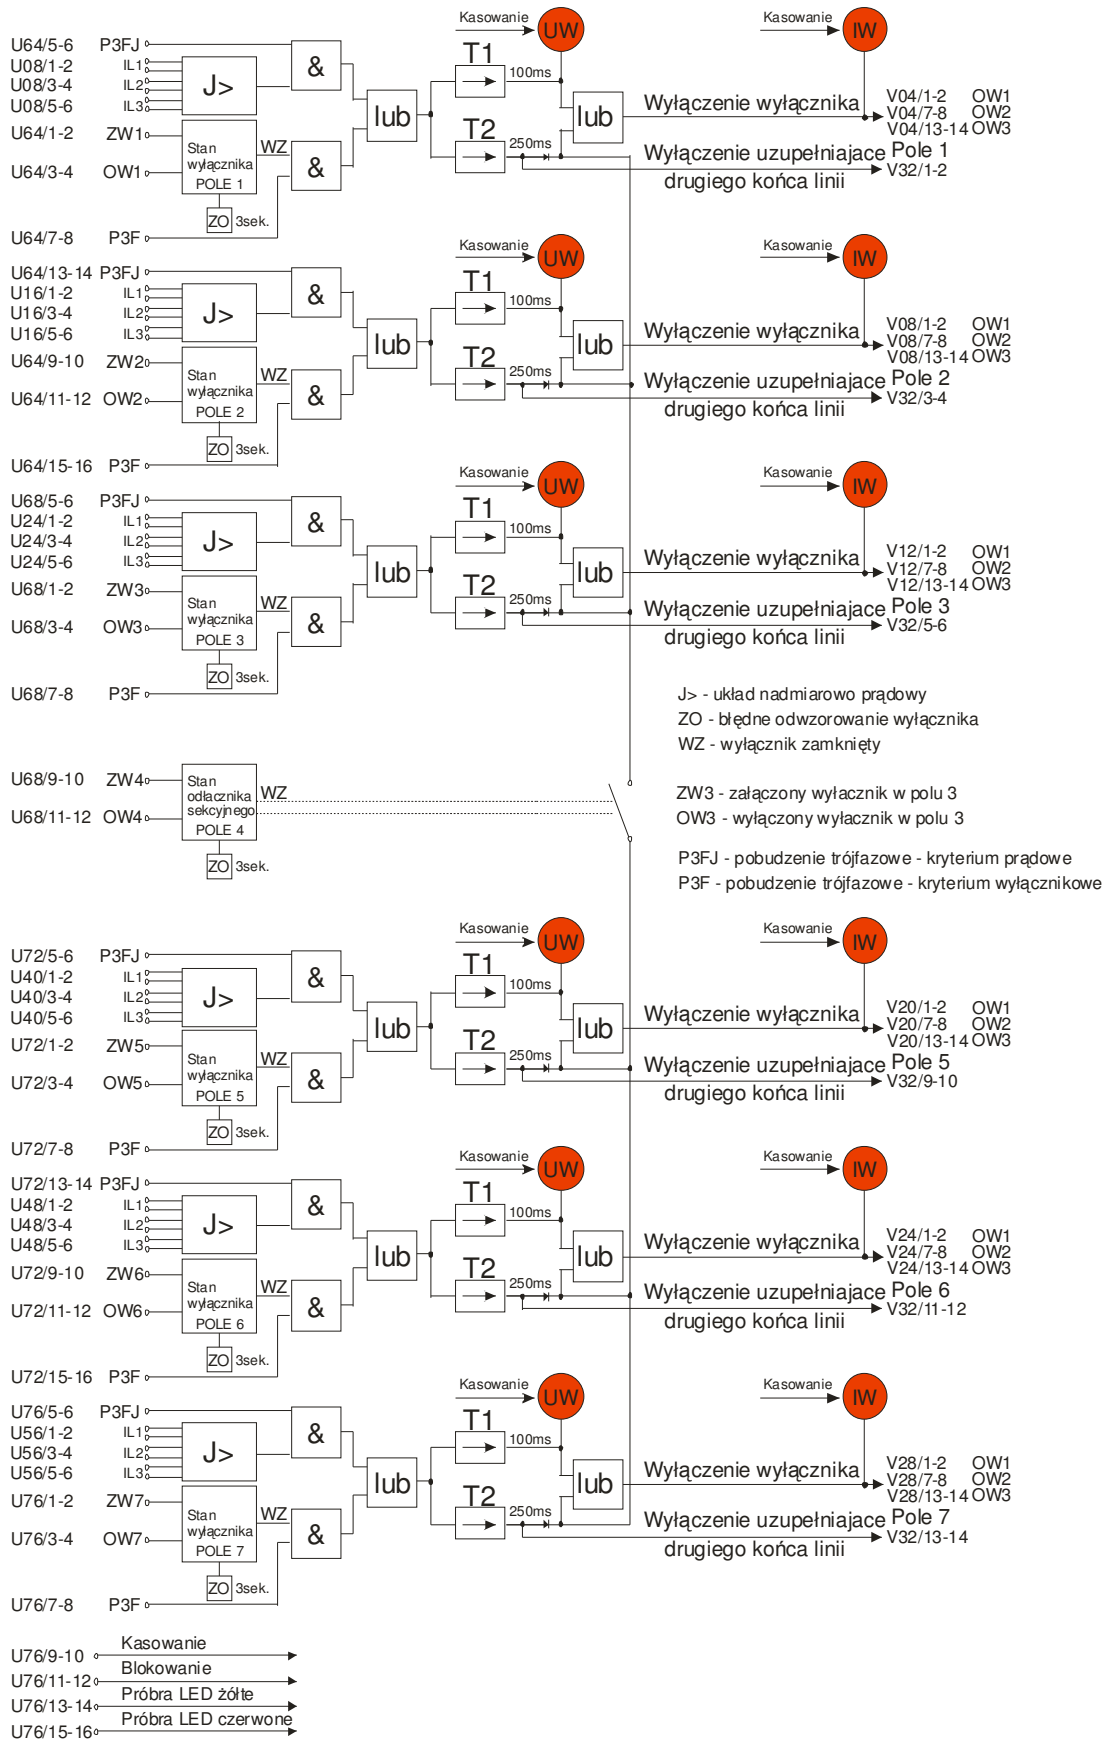 Kasowanie UW Kasowanie IW
U64/5-6 P3FJ
U08/1-2 IL1
U08/3-4 IL2
U08/5-6 IL3
J> & T1 100ms
U64/1-2 ZW1
U64/3-4 OW1
Stan wyłącznika POLE 1 WZ & lub T2 250ms lub
ZO 3sek.
U64/7-8 P3F
Wyłączenie wyłącznika
V04/1-2 OW1
V04/7-8 OW2
V04/13-14 OW3
Wyłączenie uzupełniajace Pole 1
drugiego końca linii V32/1-2
Kasowanie UW Kasowanie IW
U64/13-14 P3FJ
U16/1-2 IL1
U16/3-4 IL2
U16/5-6 IL3
J> & T1 100ms
U64/9-10 ZW2
U64/11-12 OW2
Stan wyłącznika POLE 2 WZ & lub T2 250ms lub
ZO 3sek.
U64/15-16 P3F
Wyłączenie wyłącznika
V08/1-2 OW1
V08/7-8 OW2
V08/13-14 OW3
Wyłączenie uzupełniajace Pole 2
drugiego końca linii V32/3-4
Kasowanie UW Kasowanie IW
U68/5-6 P3FJ
U24/1-2 IL1
U24/3-4 IL2
U24/5-6 IL3
J> & T1 100ms
U68/1-2 ZW3
U68/3-4 OW3
Stan wyłącznika POLE 3 WZ & lub T2 250ms lub
ZO 3sek.
U68/7-8 P3F
Wyłączenie wyłącznika
V12/1-2 OW1
V12/7-8 OW2
V12/13-14 OW3
Wyłączenie uzupełniajace Pole 3
drugiego końca linii V32/5-6
J> - układ nadmiarowo prądowy
ZO - błędne odwzorowanie wyłącznika
WZ - wyłącznik zamknięty
U68/9-10 ZW4
U68/11-12 OW4
Stan odłacznika sekcyjnego POLE 4 WZ
ZO 3sek.
ZW3 - załączony wyłacznik w polu 3
OW3 - wyłączony wyłacznik w polu 3
P3FJ - pobudzenie trójfazowe - kryterium prądowe
P3F - pobudzenie trójfazowe - kryterium wyłącznikowe
Kasowanie UW Kasowanie IW
U72/5-6 P3FJ
U40/1-2 IL1
U40/3-4 IL2
U40/5-6 IL3
J> & T1 100ms
U72/1-2 ZW5
U72/3-4 OW5
Stan wyłącznika POLE 5 WZ & lub T2 250ms lub
ZO 3sek.
U72/7-8 P3F
Wyłączenie wyłącznika
V20/1-2 OW1
V20/7-8 OW2
V20/13-14 OW3
Wyłączenie uzupełniajace Pole 5
drugiego końca linii V32/9-10
Kasowanie UW Kasowanie IW
U72/13-14 P3FJ
U48/1-2 IL1
U48/3-4 IL2
U48/5-6 IL3
J> & T1 100ms
U72/9-10 ZW6
U72/11-12 OW6
Stan wyłącznika POLE 6 WZ & lub T2 250ms lub
ZO 3sek.
U72/15-16 P3F
Wyłączenie wyłącznika
V24/1-2 OW1
V24/7-8 OW2
V24/13-14 OW3
Wyłączenie uzupełniajace Pole 6
drugiego końca linii V32/11-12
Kasowanie UW Kasowanie IW
U76/5-6 P3FJ
U56/1-2 IL1
U56/3-4 IL2
U56/5-6 IL3
J> & T1 100ms
U76/1-2 ZW7
U76/3-4 OW7
Stan wyłącznika POLE 7 WZ & lub T2 250ms lub
ZO 3sek.
U76/7-8 P3F
Wyłączenie wyłącznika
V28/1-2 OW1
V28/7-8 OW2
V28/13-14 OW3
Wyłączenie uzupełniajace Pole 7
drugiego końca linii V32/13-14
U76/9-10 Kasowanie
U76/11-12 Blokowanie
U76/13-14 Próbra LED żółte
U76/15-16 Próbra LED czerwone